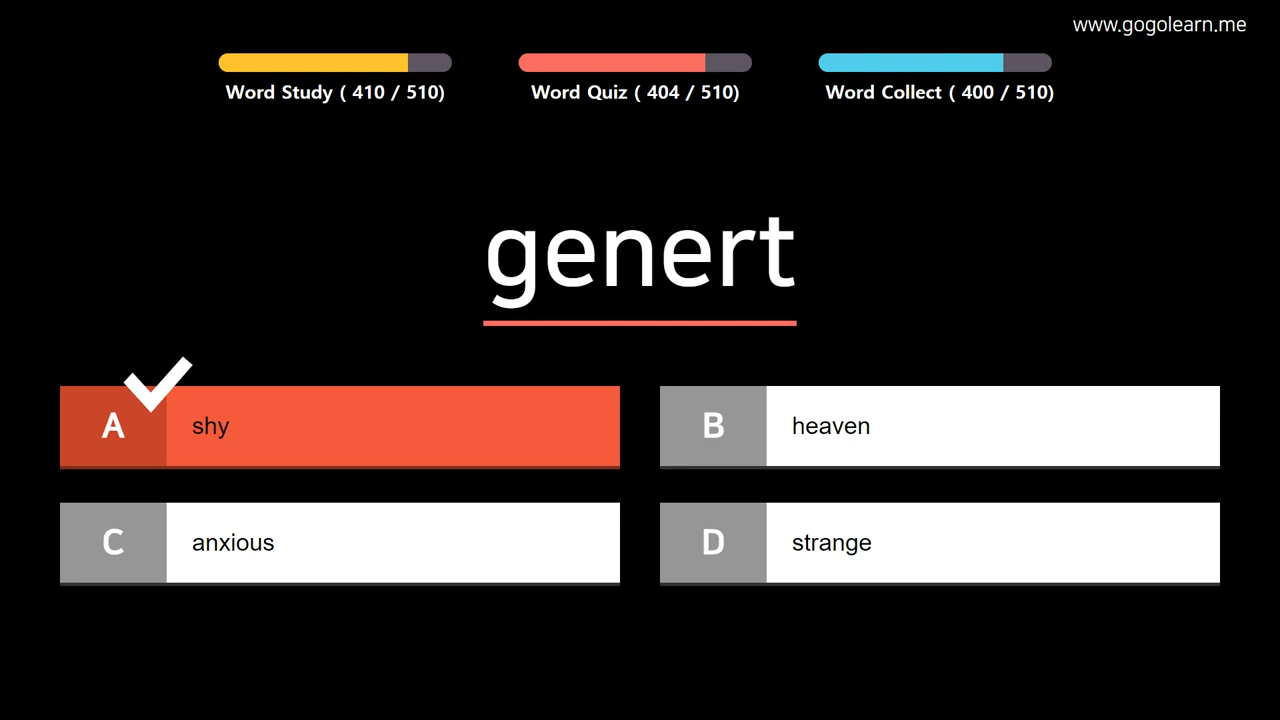 www.gogolearn.me
Word Study ( 410 / 510)
Word Quiz ( 404 / 510)
Word Collect ( 400 / 510)
genert
A shy
B heaven
C anxious
D strange